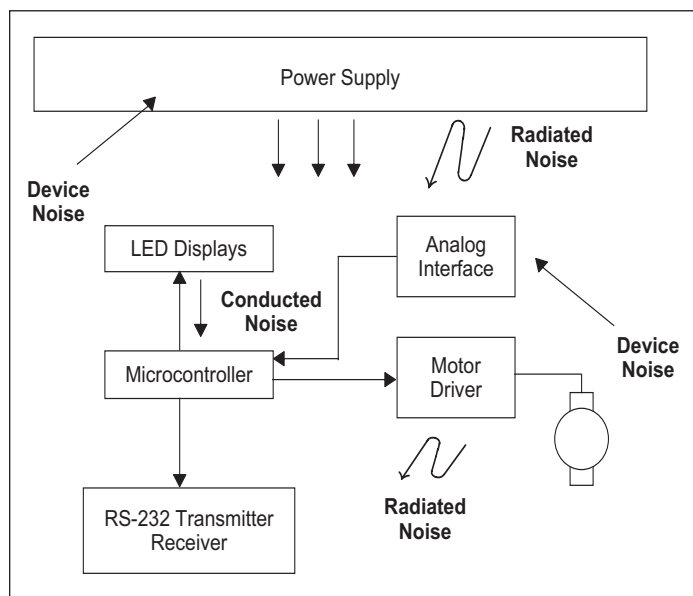 Power Supply
Radiated
Noise
Device
Noise
LED Displays
Analog
Interface
Conducted
Noise
Device
Noise
Microcontroller
Motor
Driver
Radiated
Noise
RS-232 Transmitter
Receiver